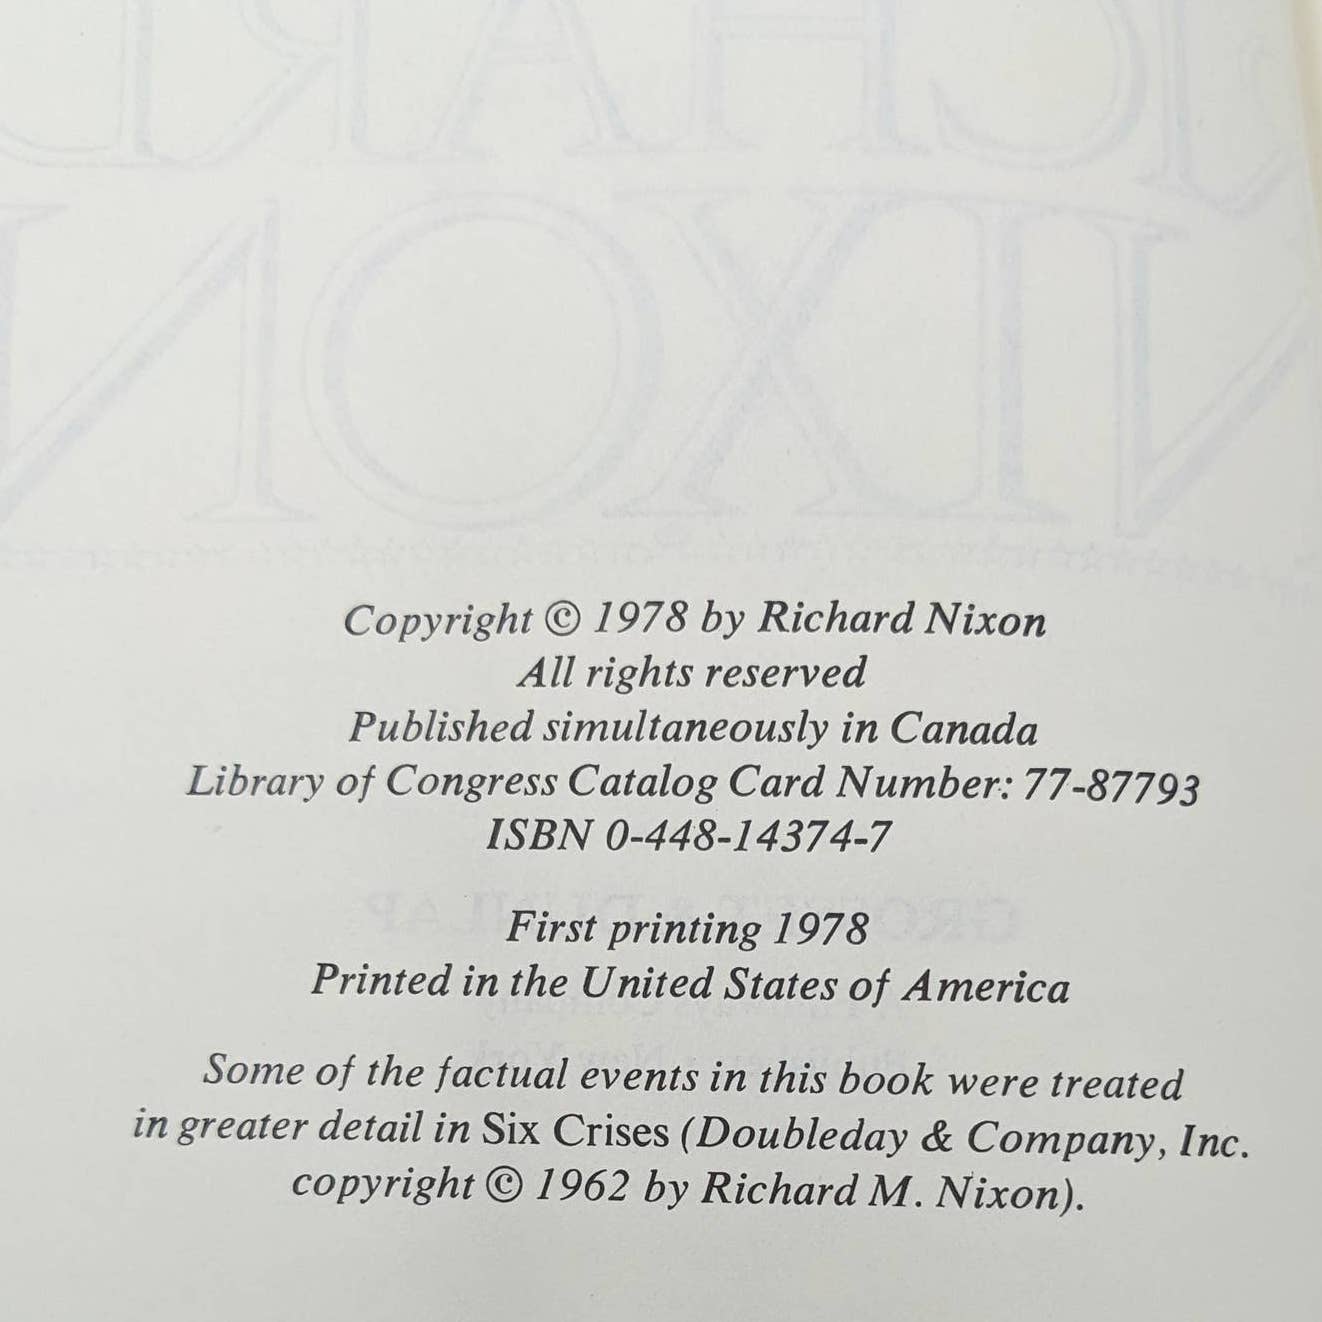 Copyright © 1978 by Richard Nixon
All rights reserved
Published simultaneously in Canada
Library of Congress Catalog Card Number: 77-87793
ISBN 0-448-14374-7
First printing 1978
Printed in the United States of America
Some of the factual events in this book were treated
in greater detail in Six Crises (Doubleday & Company, Inc.
copyright © 1962 by Richard M. Nixon).